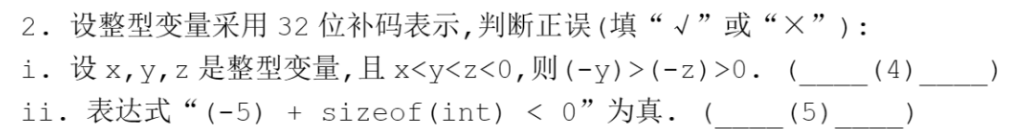 2. 设整型变量采用 32 位补码表示,判断正误(填“√”或“×”):
i. 设 x,y,z 是整型变量,且 x<y<z<0,则(-y)>(-z)>0. (____(4)____)
ii. 表达式“(-5) + sizeof(int) < 0”为真. (____(5)____)